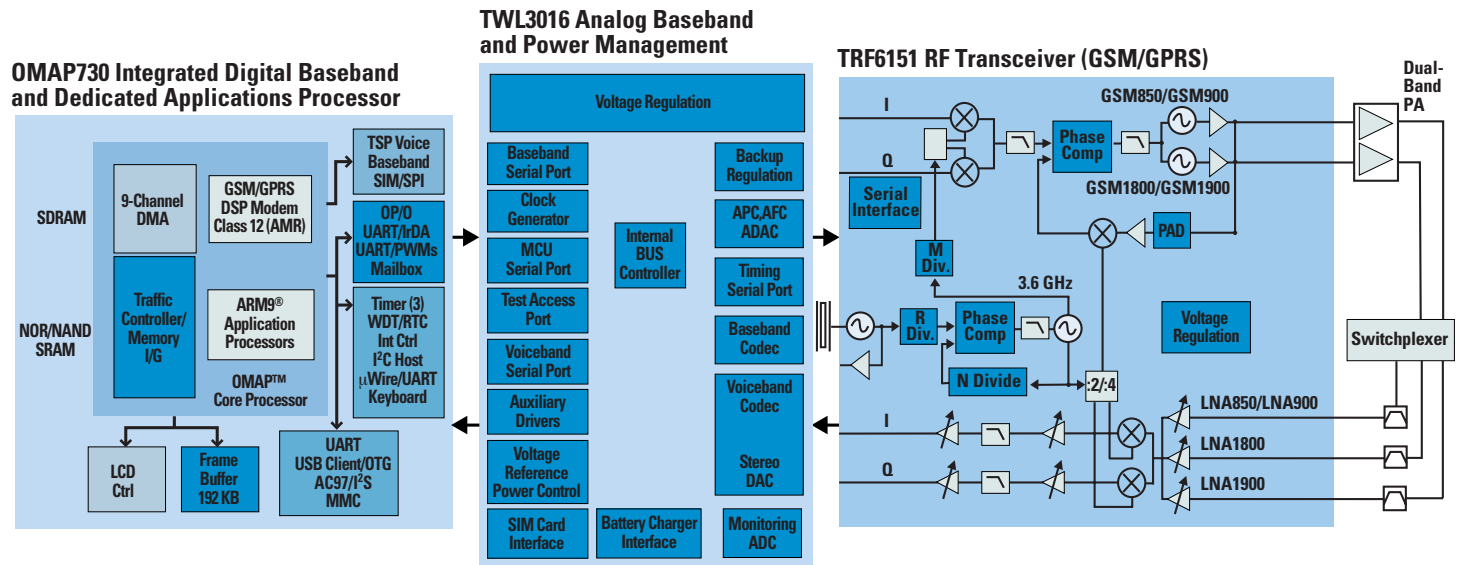 TWL3016 Analog Baseband
and Power Management
OMAP730 Integrated Digital Baseband
and Dedicated Applications Processor
TRF6151 RF Transceiver (GSM/GPRS)
Dual-
Band
PA
SDRAM
NOR/NAND
SRAM
9-Channel
DMA
GSM/GPRS
DSP Modem
Class 12 (AMR)
Traffic
Controller/
Memory
I/G
ARM9®
Application
Processors
OMAP™
Core Processor
TSP Voice
Baseband
SIM/SPI
OP/O
UART/IrDA
UART/PWMs
Mailbox
Timer (3)
WDT/RTC
Int Ctrl
I²C Host
µWire/UART
Keyboard
LCD
Ctrl
Frame
Buffer
192 KB
UART
USB Client/OTG
AC97/I²S
MMC
Voltage Regulation
Baseband
Serial Port
Clock
Generator
MCU
Serial Port
Test Access
Port
Voiceband
Serial Port
Auxiliary
Drivers
Voltage
Reference
Power Control
SIM Card
Interface
Internal
BUS
Controller
Battery Charger
Interface
Backup
Regulation
APC,AFC
ADAC
Timing
Serial Port
Baseband
Codec
Voiceband
Codec
Stereo
DAC
Monitoring
ADC
I
Q
Serial
Interface
Phase
Comp
GSM850/GSM900
GSM1800/GSM1900
PAD
M
Div.
3.6 GHz
R
Div.
Phase
Comp
N Divide
:2/:4
Voltage
Regulation
I
Q
LNA850/LNA900
LNA1800
LNA1900
Switchplexer